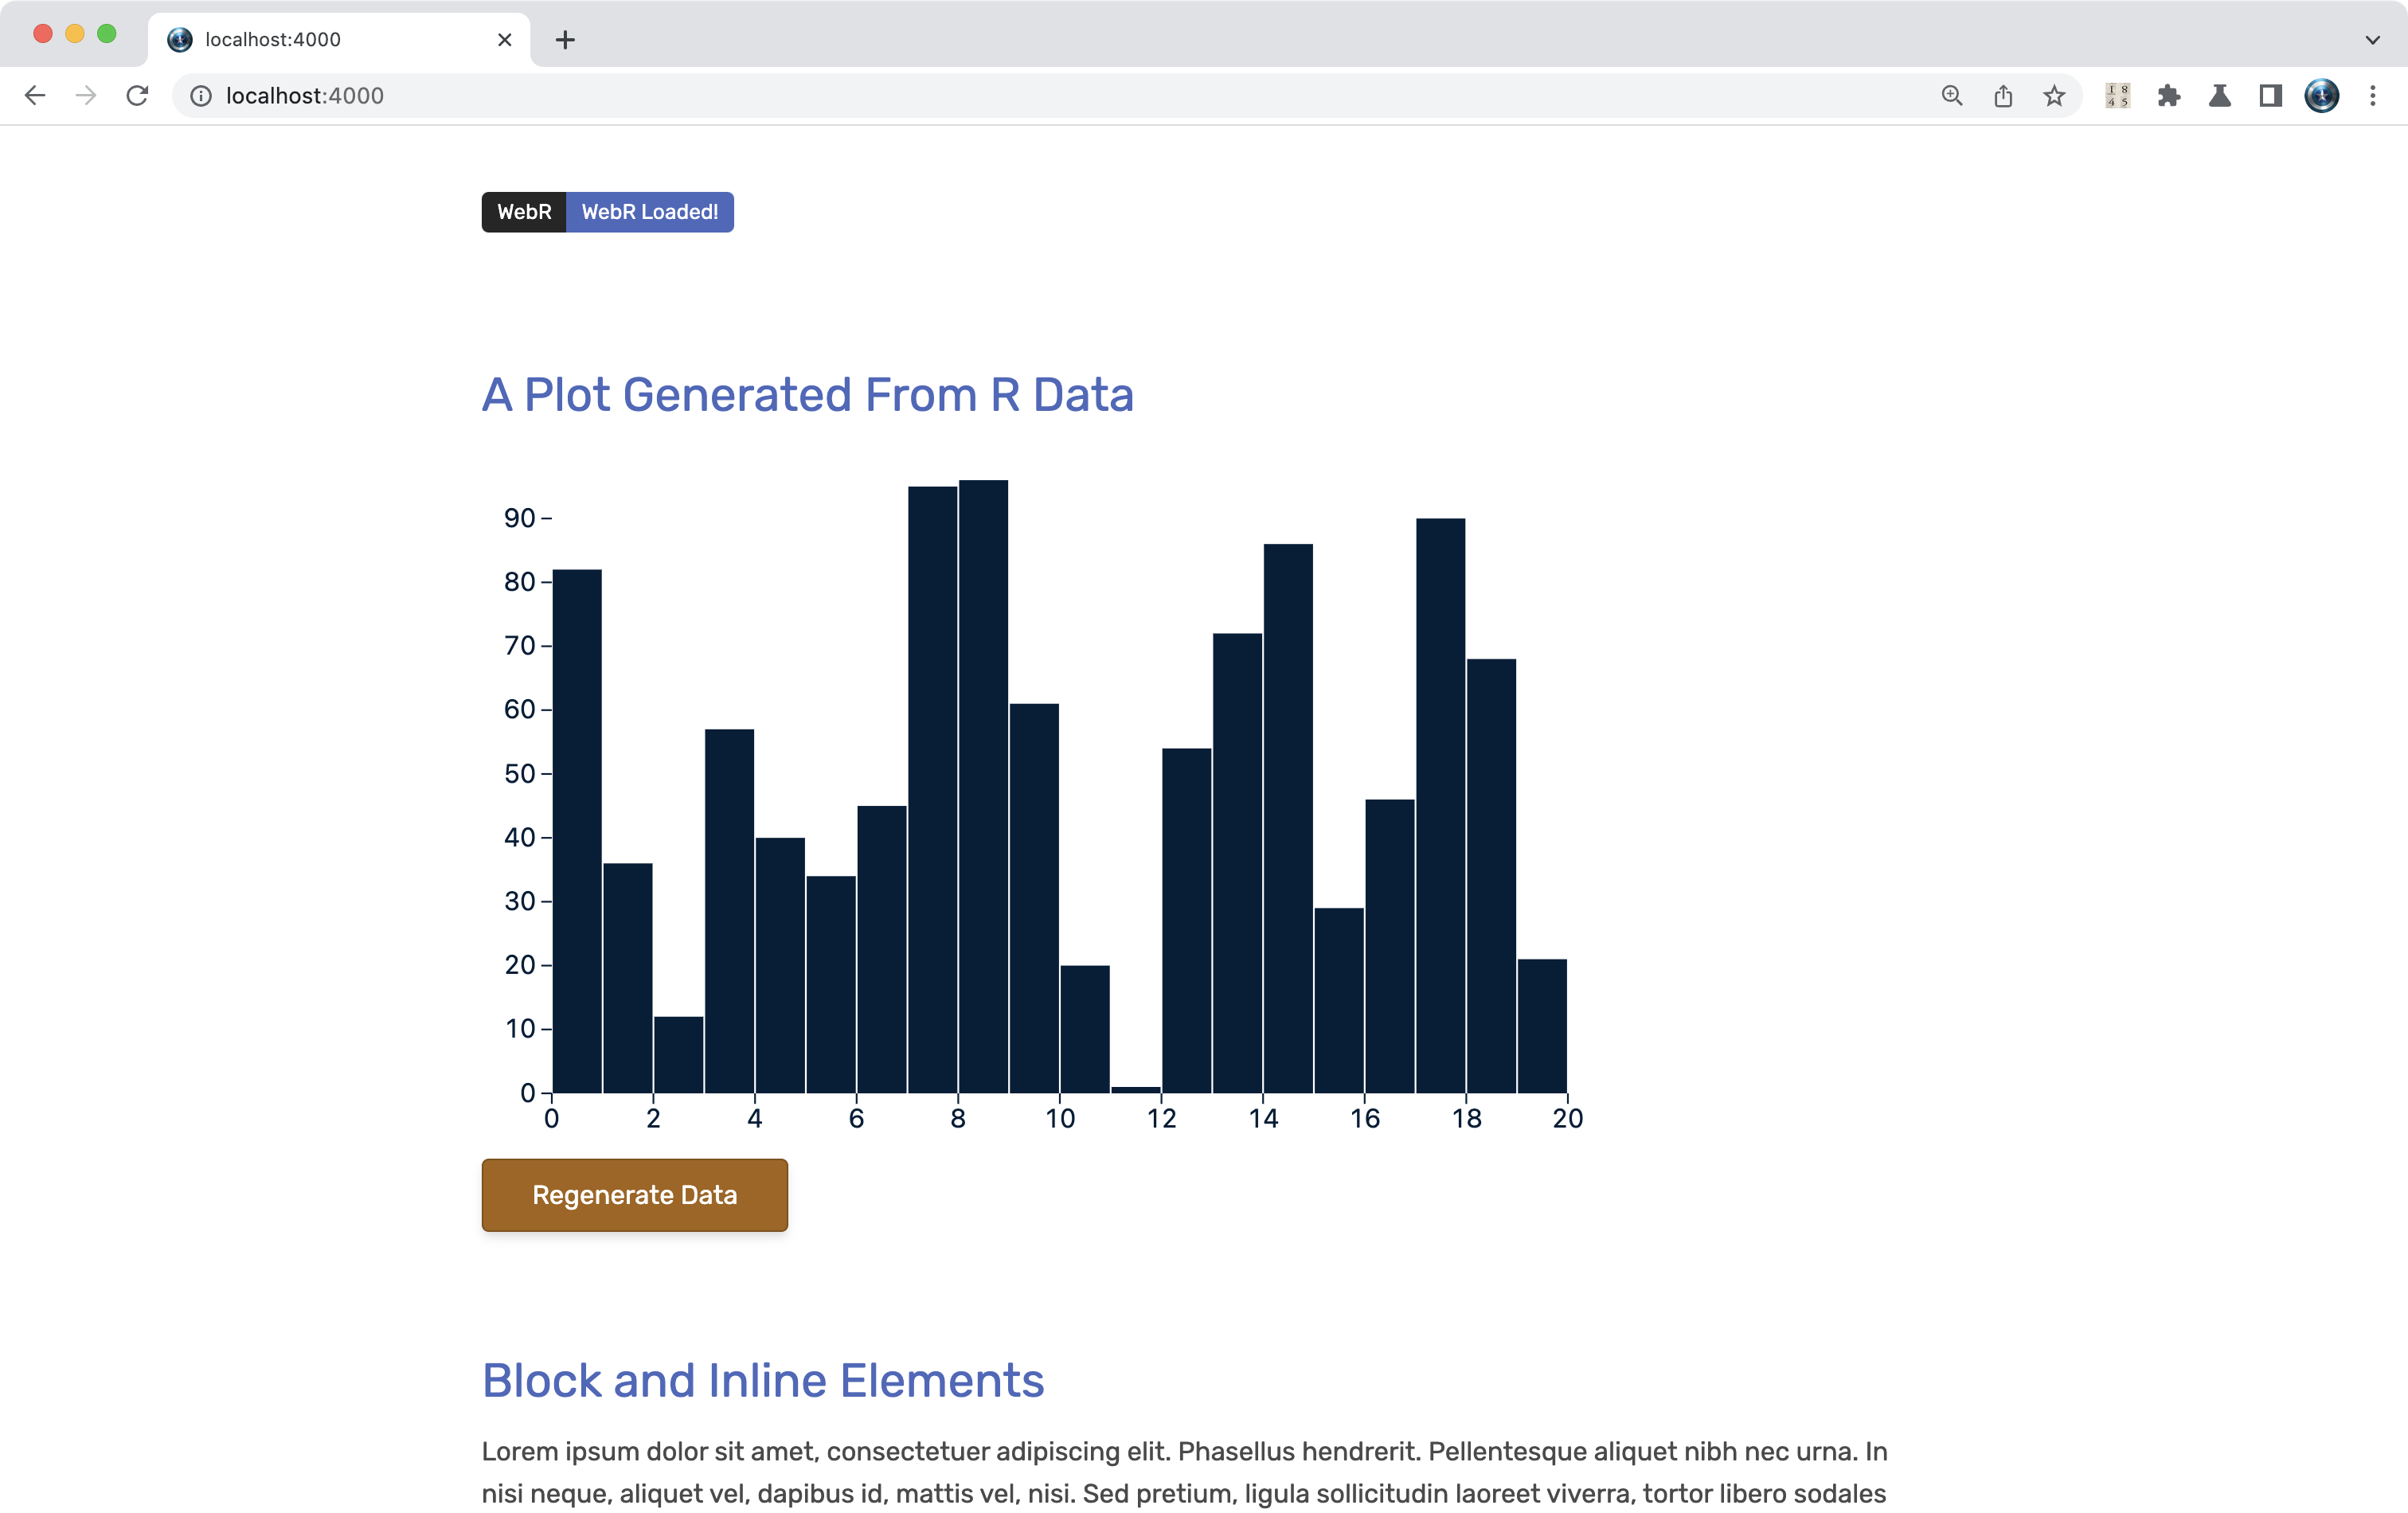 localhost:4000
localhost:4000
I 8
4 5
WebR WebR Loaded!
A Plot Generated From R Data
90
80
70
60
50
40
30
20
10
0
0 2 4 6 8 10 12 14 16 18 20
Regenerate Data
Block and Inline Elements
Lorem ipsum dolor sit amet, consectetuer adipiscing elit. Phasellus hendrerit. Pellentesque aliquet nibh nec urna. In
nisi neque, aliquet vel, dapibus id, mattis vel, nisi. Sed pretium, ligula sollicitudin laoreet viverra, tortor libero sodales